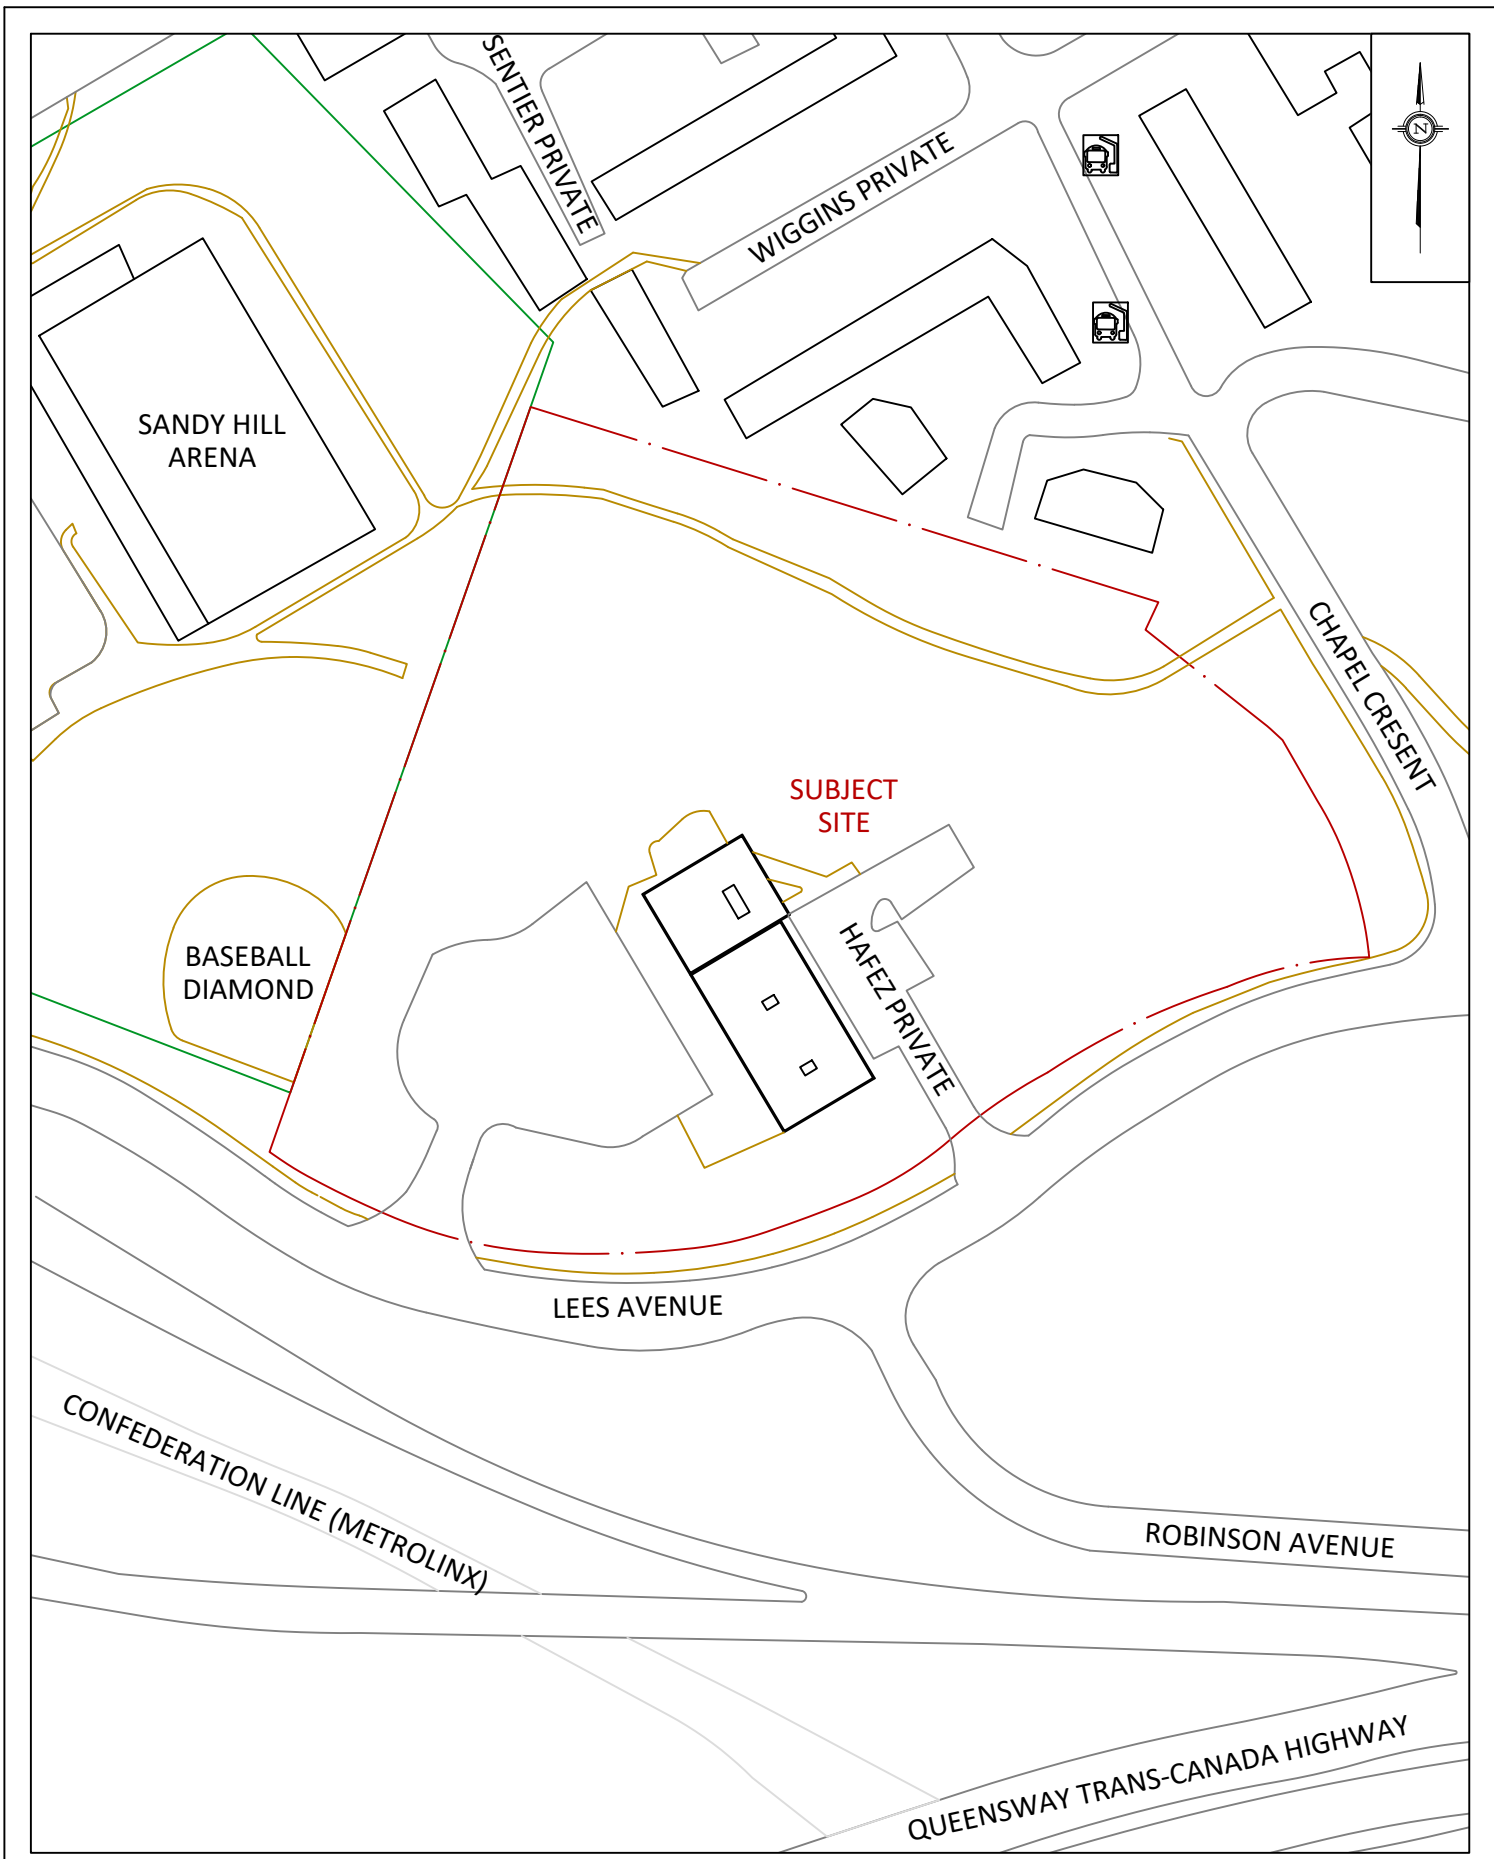 SENTIER PRIVATE
N
WIGGINS PRIVATE
SANDY HILL
ARENA
CHAPEL CRESENT
SUBJECT
SITE
HAFEZ PRIVATE
BASEBALL
DIAMOND
LEES AVENUE
CONFEDERATION LINE (METROLINX)
ROBINSON AVENUE
QUEENSWAY TRANS-CANADA HIGHWAY